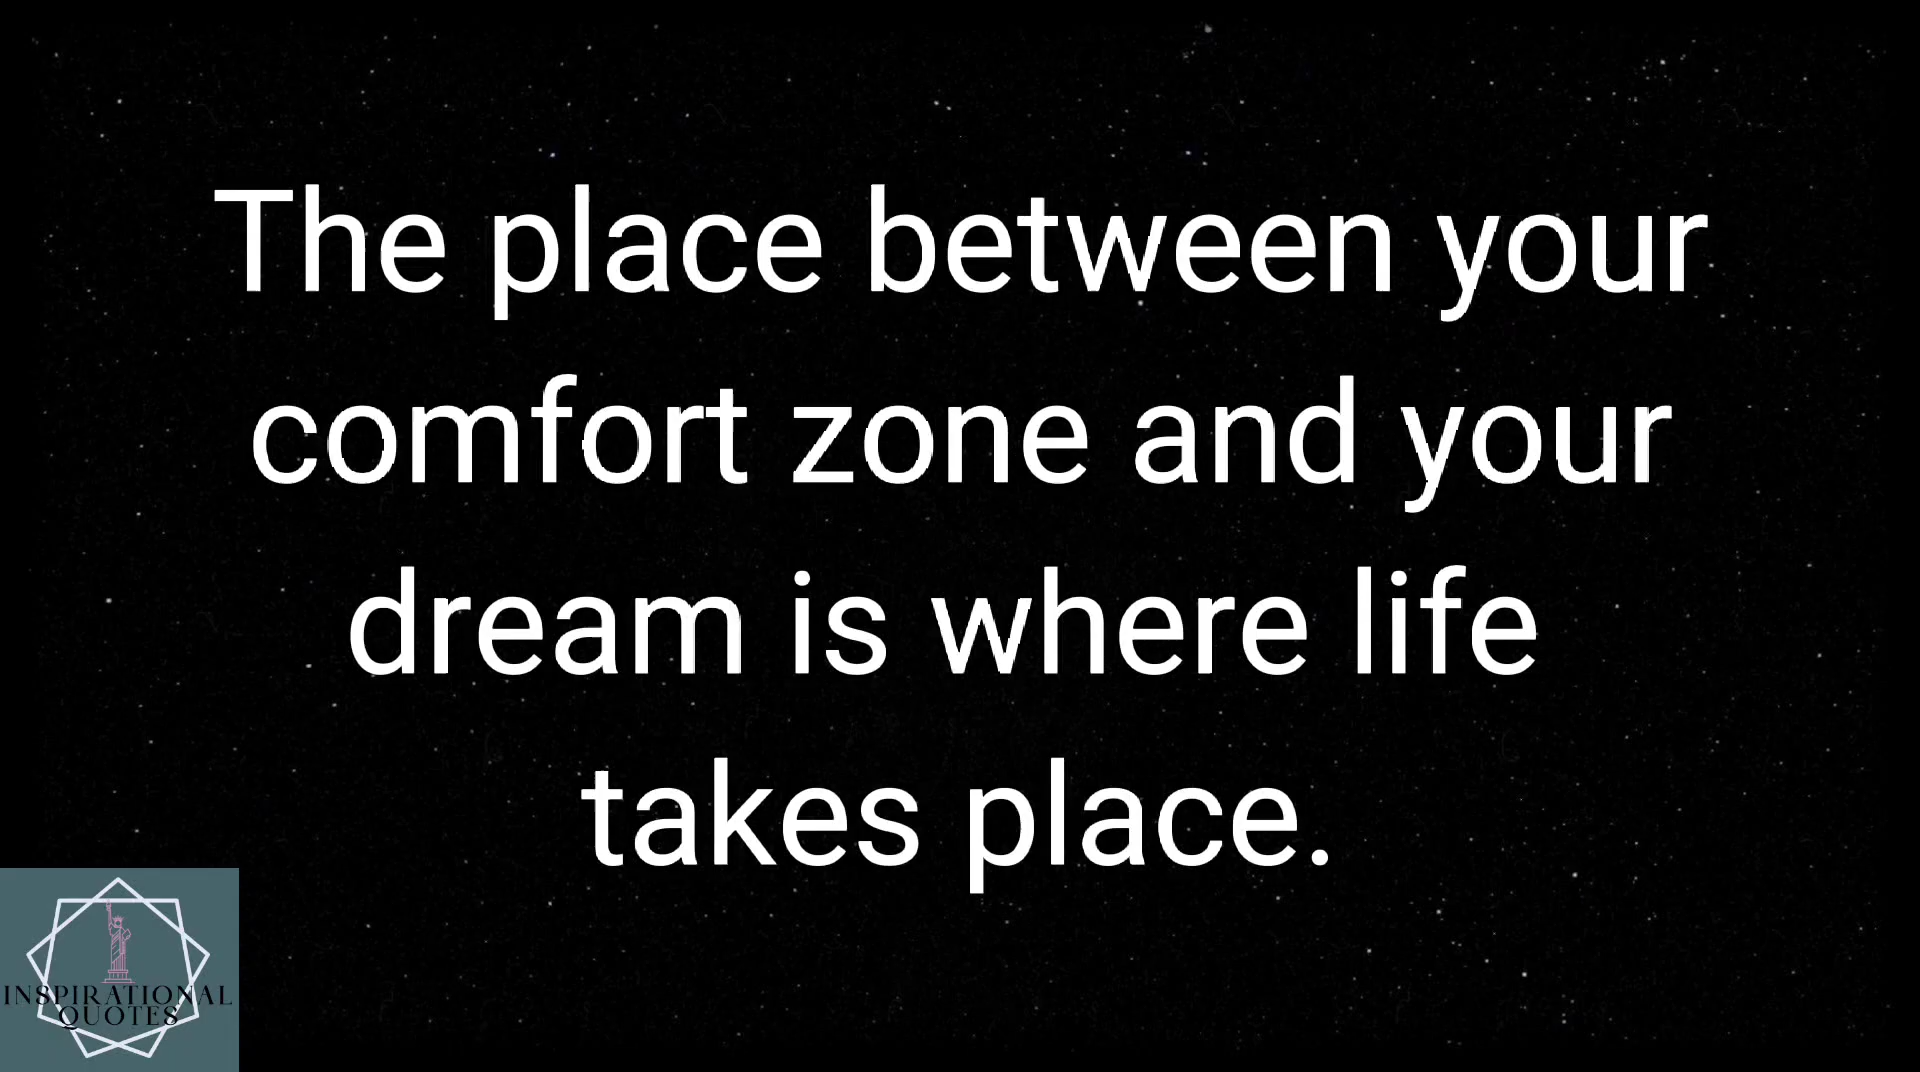 The place between your
comfort zone and your
dream is where life
takes place.
INSPIRATIONAL
QUOTES